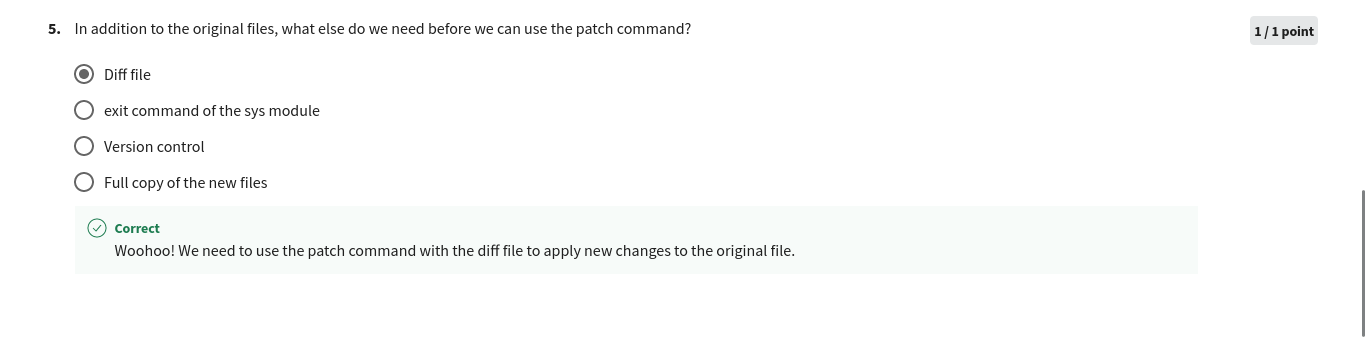 5. In addition to the original files, what else do we need before we can use the patch command?
1 / 1 point
Diff file
exit command of the sys module
Version control
Full copy of the new files
Correct
Woohoo! We need to use the patch command with the diff file to apply new changes to the original file.